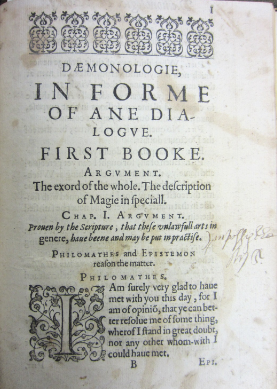 1
DÆMONOLOGIE,
IN FORME
OF ANE DIA-
LOGVE.
FIRST BOOKE.
ARGVMENT.
The exord of the whole. The description
of Magie in speciall.
CHAP. I. ARGVMENT.
Proven by the Scripture, that these vnlawfull arts in
genere, haue beene and may be put in practise.
PHILOMATHES and EPISTEMON
reason the matter.
PHILOMATHES.
I Am surely very glad to haue
met with you this day, for I
am of opiniõ, that ye can bet-
ter resolue me of some thing,
wherof I stand in great doubt,
nor any other whom-with I
could haue met.
B EPI.